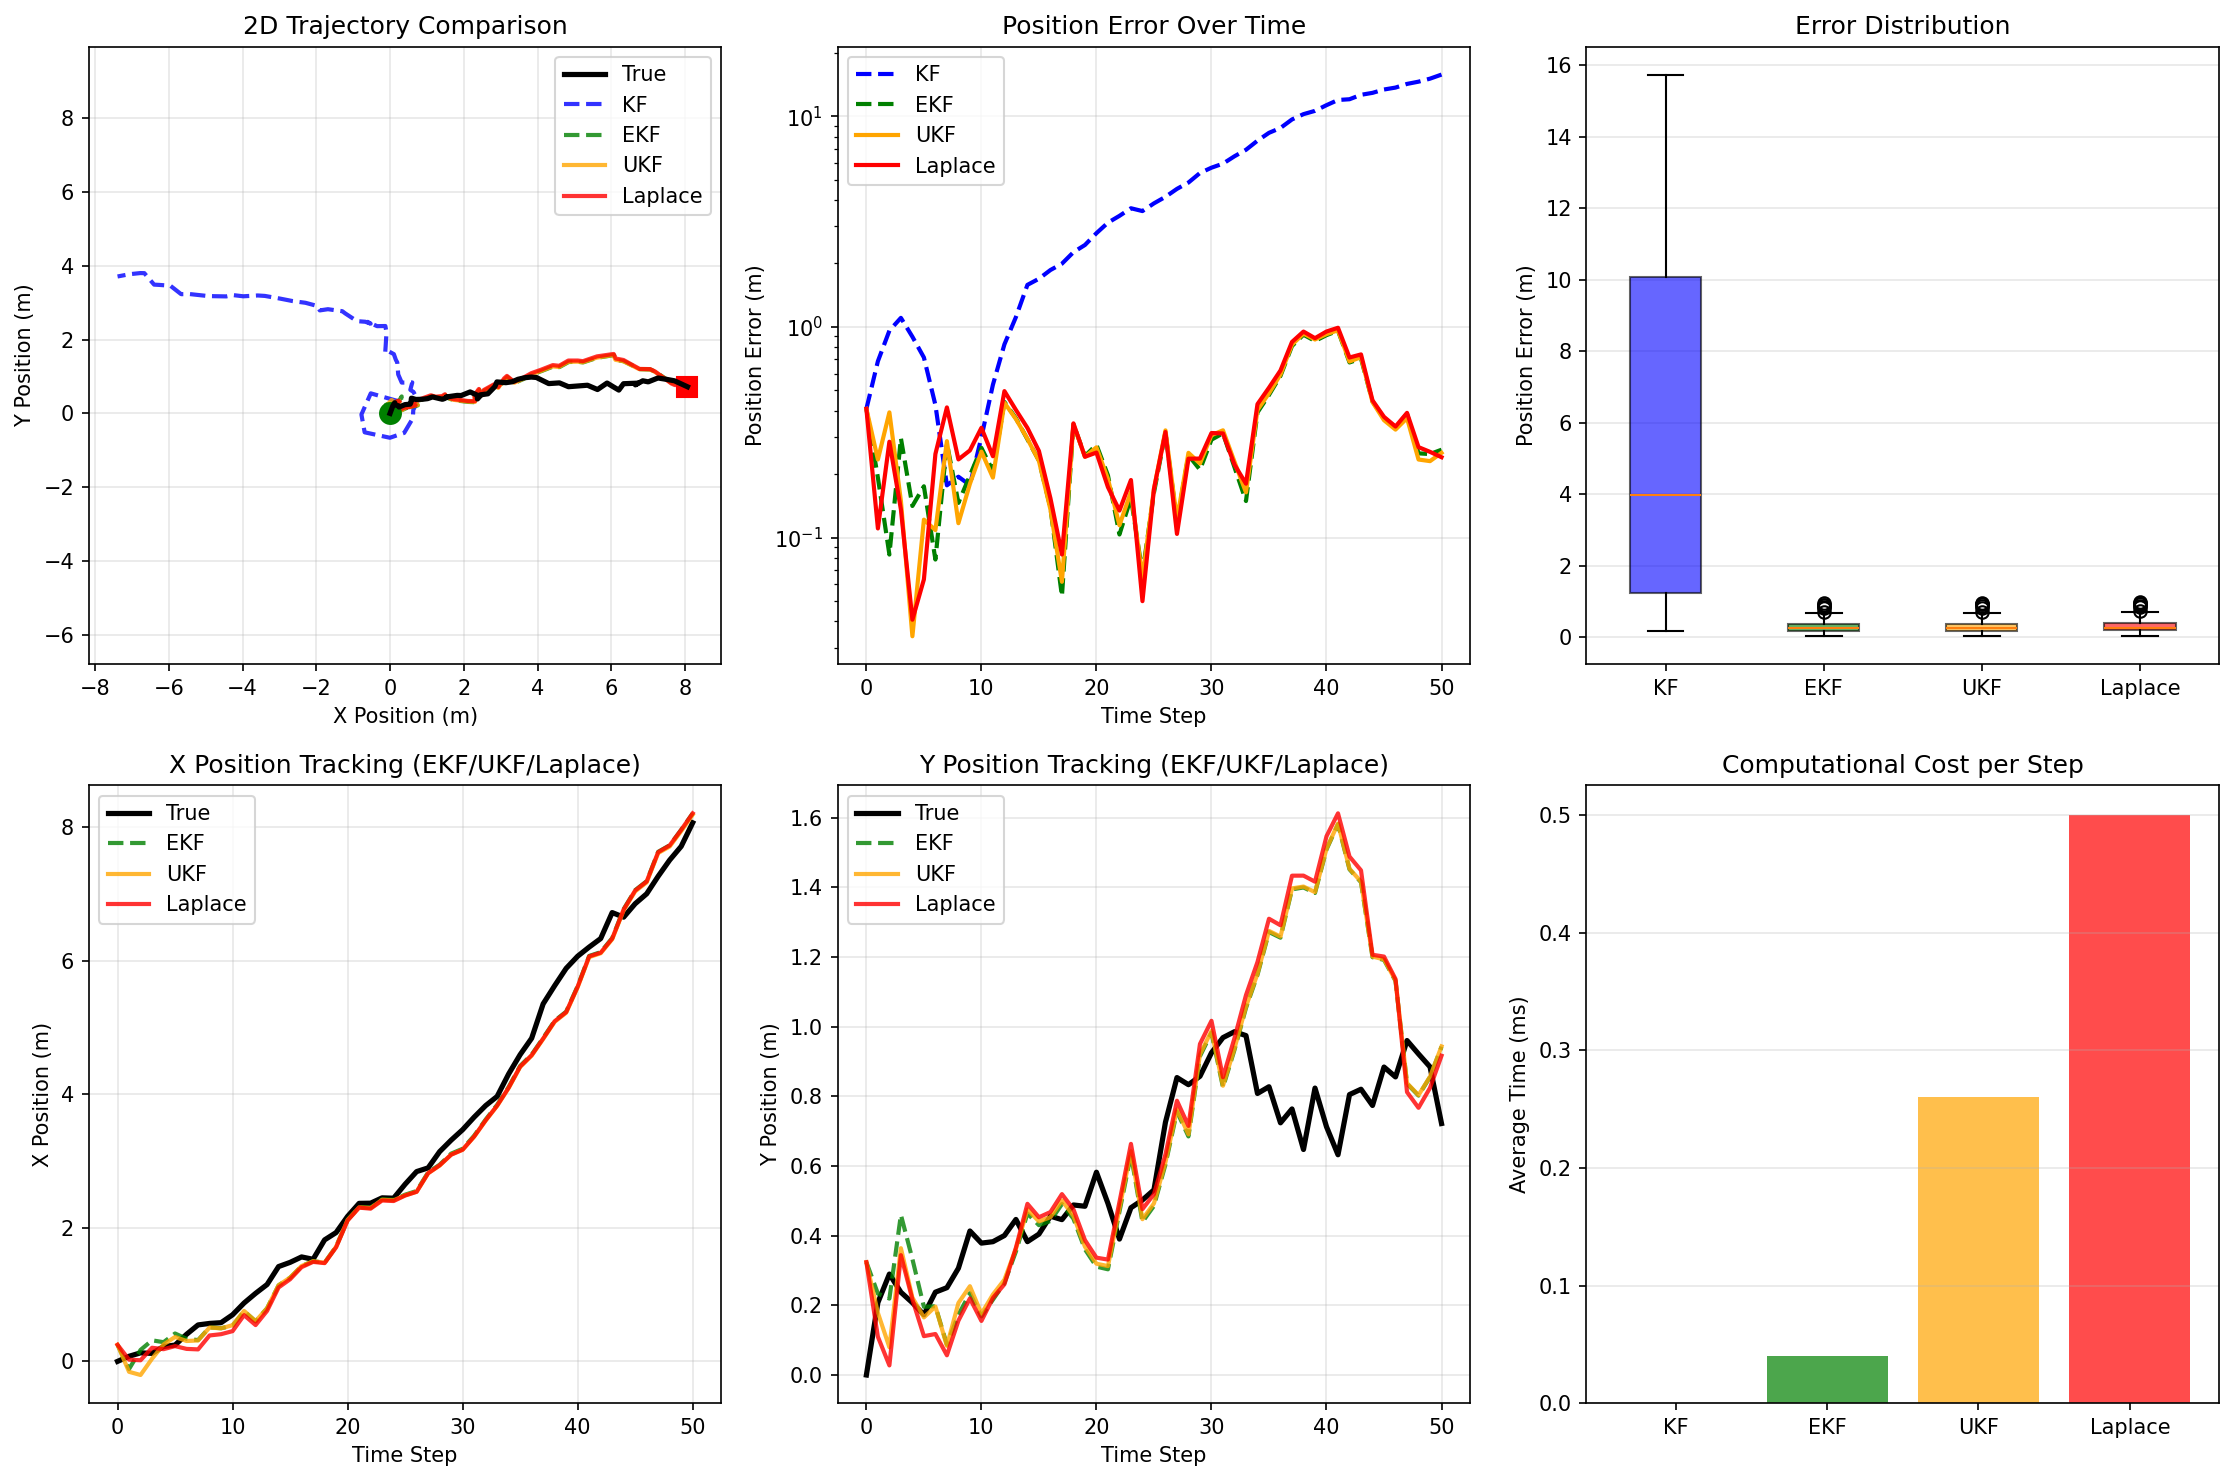 2D Trajectory Comparison
True
KF
EKF
UKF
Laplace
8
6
4
2
0
−2
−4
−6
Y Position (m)
−8 −6 −4 −2 0 2 4 6 8
X Position (m)
Position Error Over Time
KF
EKF
UKF
Laplace
10^1
10^0
10^−1
Position Error (m)
0 10 20 30 40 50
Time Step
Error Distribution
16
14
12
10
8
6
4
2
0
Position Error (m)
KF EKF UKF Laplace
X Position Tracking (EKF/UKF/Laplace)
True
EKF
UKF
Laplace
8
6
4
2
0
X Position (m)
0 10 20 30 40 50
Time Step
Y Position Tracking (EKF/UKF/Laplace)
True
EKF
UKF
Laplace
1.6
1.4
1.2
1.0
0.8
0.6
0.4
0.2
0.0
Y Position (m)
0 10 20 30 40 50
Time Step
Computational Cost per Step
0.5
0.4
0.3
0.2
0.1
0.0
Average Time (ms)
KF EKF UKF Laplace